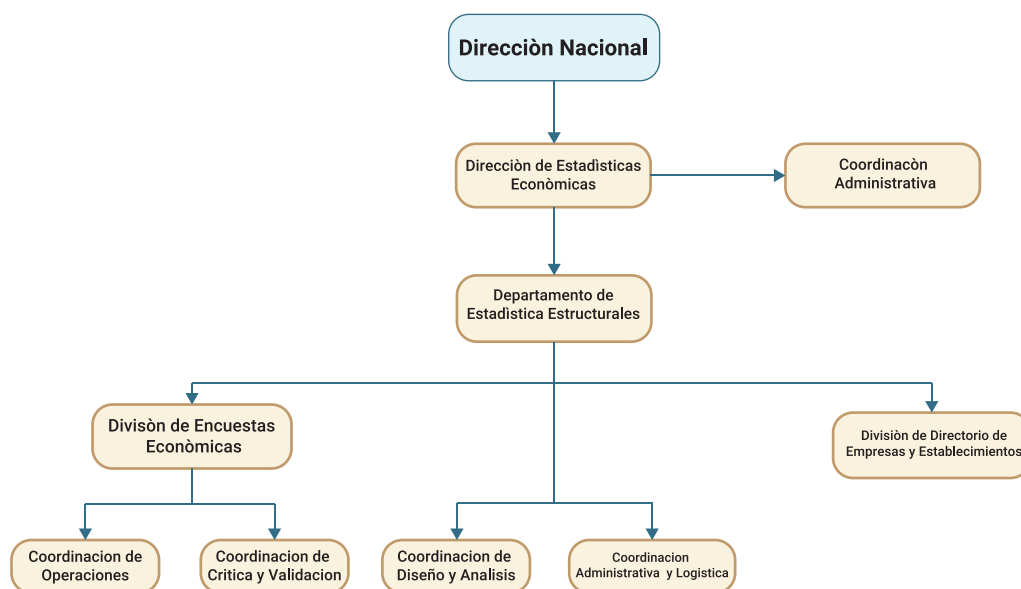 Direcciòn Nacional
Direcciòn de Estadìsticas
Econòmicas
Coordinacòn
Administrativa
Departamento de
Estadìstica Estructurales
Divisòn de Encuestas
Econòmicas
Divisiòn de Directorio de
Empresas y Establecimientos
Coordinacion de
Operaciones
Coordinacion de
Critica y Validacion
Coordinacion de
Diseño y Analisis
Coordinacion
Administrativa y Logistica